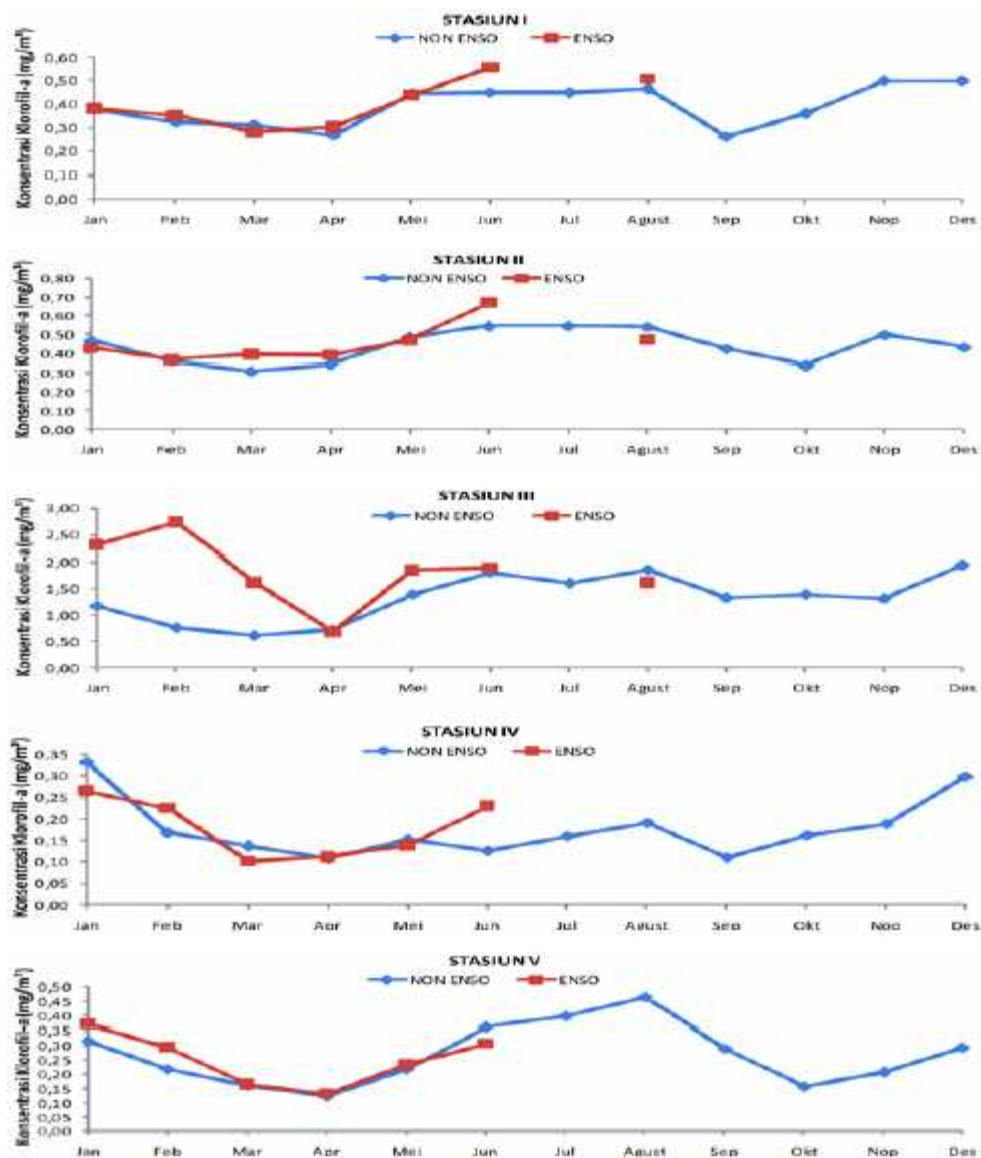 STASIUN I
NON ENSO ENSO
Konsentrasi Klorofil-a (mg/m³)
0,60
0,50
0,40
0,30
0,20
0,10
0,00
Jan Feb Mar Apr Mei Jun Jul Agust Sep Okt Nop Des
STASIUN II
NON ENSO ENSO
Konsentrasi Klorofil-a (mg/m³)
0,80
0,70
0,60
0,50
0,40
0,30
0,20
0,10
0,00
Jan Feb Mar Apr Mei Jun Jul Agust Sep Okt Nop Des
STASIUN III
NON ENSO ENSO
Konsentrasi Klorofil-a (mg/m³)
3,00
2,50
2,00
1,50
1,00
0,50
0,00
Jan Feb Mar Apr Mei Jun Jul Agust Sep Okt Nop Des
STASIUN IV
NON ENSO ENSO
Konsentrasi Klorofil-a (mg/m³)
0,35
0,30
0,25
0,20
0,15
0,10
0,05
0,00
Jan Feb Mar Apr Mei Jun Jul Agust Sep Okt Nop Des
STASIUN V
NON ENSO ENSO
Konsentrasi Klorofil-a (mg/m³)
0,50
0,45
0,40
0,35
0,30
0,25
0,20
0,15
0,10
0,05
0,00
Jan Feb Mar Apr Mei Jun Jul Agust Sep Okt Nop Des